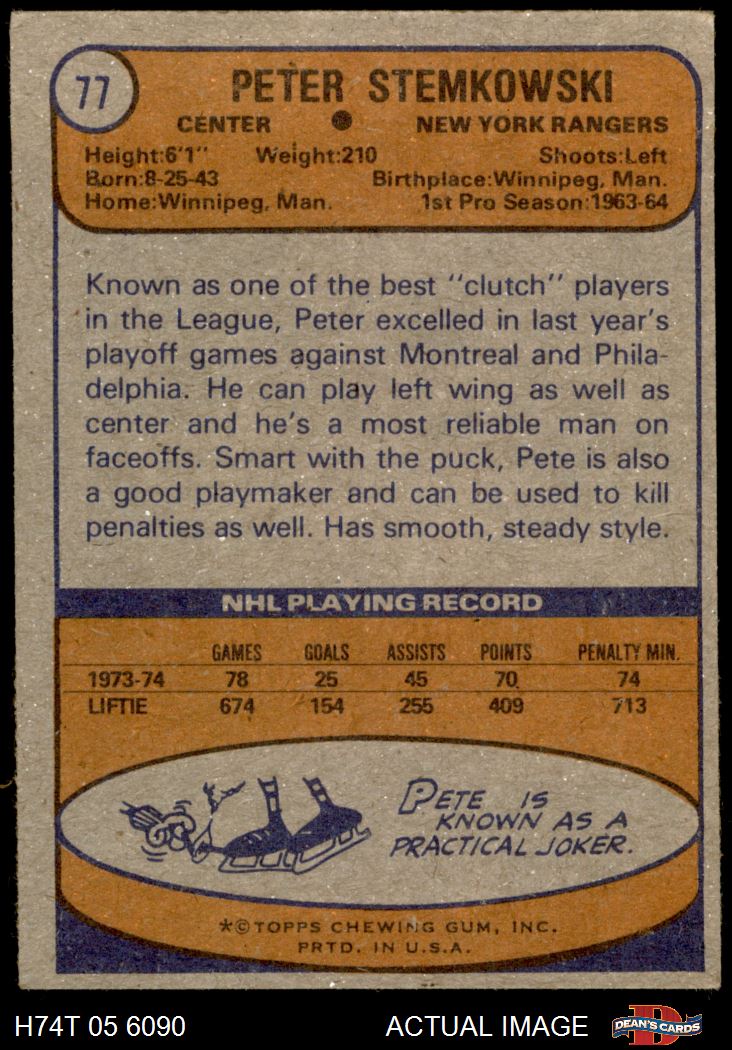 77
PETER STEMKOWSKI
CENTER ● NEW YORK RANGERS
Height:6'1" Weight:210 Shoots:Left
Born:8-25-43 Birthplace:Winnipeg, Man.
Home:Winnipeg, Man. 1st Pro Season:1963-64
Known as one of the best "clutch" players
in the League, Peter excelled in last year's
playoff games against Montreal and Phila-
delphia. He can play left wing as well as
center and he's a most reliable man on
faceoffs. Smart with the puck, Pete is also
a good playmaker and can be used to kill
penalties as well. Has smooth, steady style.
NHL PLAYING RECORD
GAMES GOALS ASSISTS POINTS PENALTY MIN.
1973-74 78 25 45 70 74
LIFTIE 674 154 255 409 713
PETE IS
KNOWN AS A
PRACTICAL JOKER.
*©TOPPS CHEWING GUM, INC.
PRTD. IN U.S.A.
H74T 05 6090 ACTUAL IMAGE DEAN'S CARDS